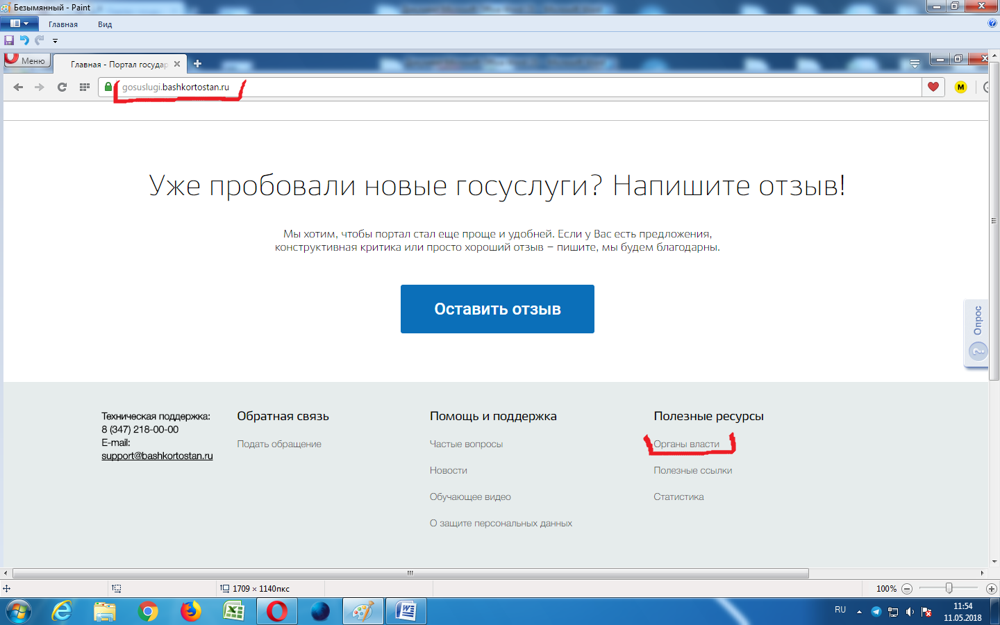 Безымянный - Paint
Главная Вид
Меню Главная - Портал государ
gosuslugi.bashkortostan.ru
M
Уже пробовали новые госуслуги? Напишите отзыв!
Мы хотим, чтобы портал стал еще проще и удобней. Если у Вас есть предложения,
конструктивная критика или просто хороший отзыв – пишите, мы будем благодарны.
Оставить отзыв
? Опрос
Техническая поддержка:
8 (347) 218-00-00
E-mail:
support@bashkortostan.ru
Обратная связь
Подать обращение
Помощь и поддержка
Частые вопросы
Новости
Обучающее видео
О защите персональных данных
Полезные ресурсы
Органы власти
Полезные ссылки
Статистика
1709 × 1140пкс
100%
RU
11:54
11.05.2018